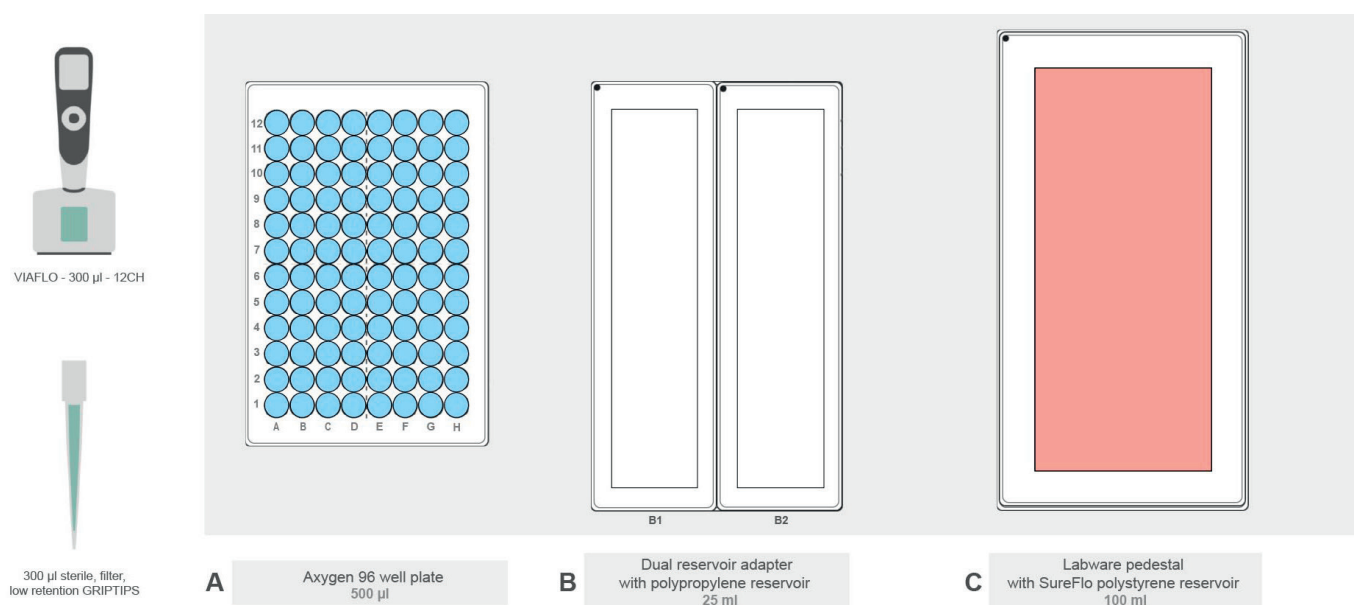 VIAFLO - 300 µl - 12CH
300 µl sterile, filter,
low retention GRIPTIPS
12
11
10
9
8
7
6
5
4
3
2
1
A B C D E F G H
B1 B2
A
Axygen 96 well plate
500 µl
B
Dual reservoir adapter
with polypropylene reservoir
25 ml
C
Labware pedestal
with SureFlo polystyrene reservoir
100 ml